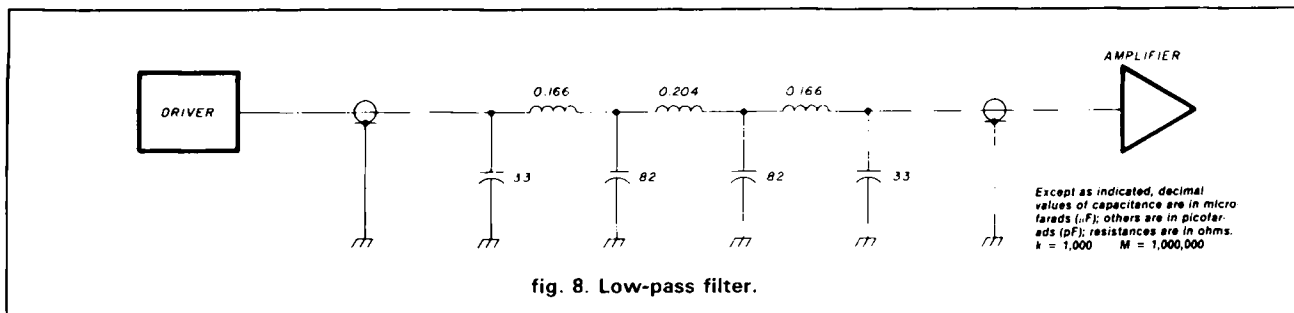 AMPLIFIER
DRIVER
0.166
0.204
0.166
33
82
82
33
Except as indicated, decimal
values of capacitance are in micro
farads (µF); others are in picofar-
ads (pF); resistances are in ohms.
k = 1,000 M = 1,000,000
fig. 8. Low-pass filter.